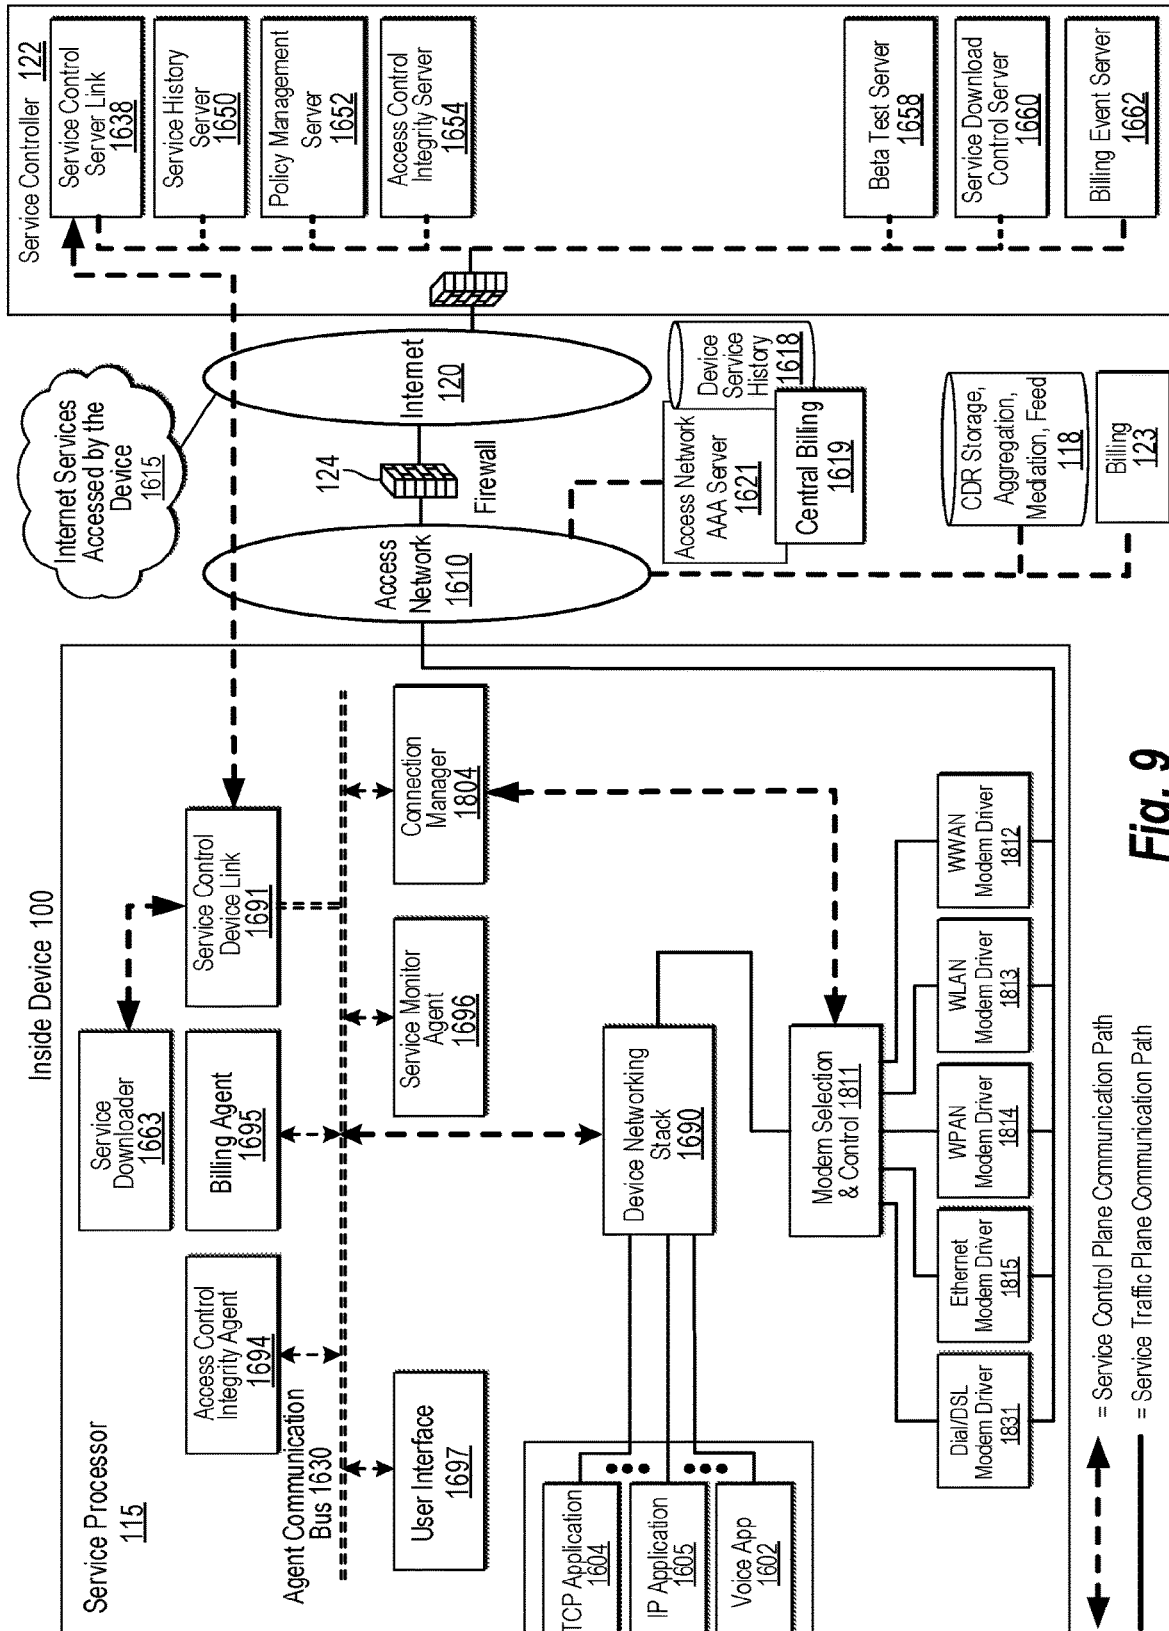 Inside Device 100
Service Processor
115
Access Control
Integrity Agent
1694
Billing Agent
1695
Service
Downloader
1663
Service Control
Device Link
1691
Agent Communication
Bus 1630
User Interface
1697
Service Monitor
Agent
1696
Connection
Manager
1804
TCP Application
1604
IP Application
1605
Voice App
1602
Device Networking
Stack
1690
Modem Selection
& Control 1811
Dial/DSL
Modem Driver
1831
Ethernet
Modem Driver
1815
WPAN
Modem Driver
1814
WLAN
Modem Driver
1813
WWAN
Modem Driver
1812
Internet Services
Accessed by the
Device
1615
Access
Network
1610
124
Firewall
Internet
120
Access Network
AAA Server
1621
Device
Service
History
1618
Central Billing
1619
CDR Storage,
Aggregation,
Mediation, Feed
118
Billing
123
Service Controller 122
Service Control
Server Link
1638
Service History
Server
1650
Policy Management
Server
1652
Access Control
Integrity Server
1654
Beta Test Server
1658
Service Download
Control Server
1660
Billing Event Server
1662
= Service Control Plane Communication Path
= Service Traffic Plane Communication Path
Fig. 9